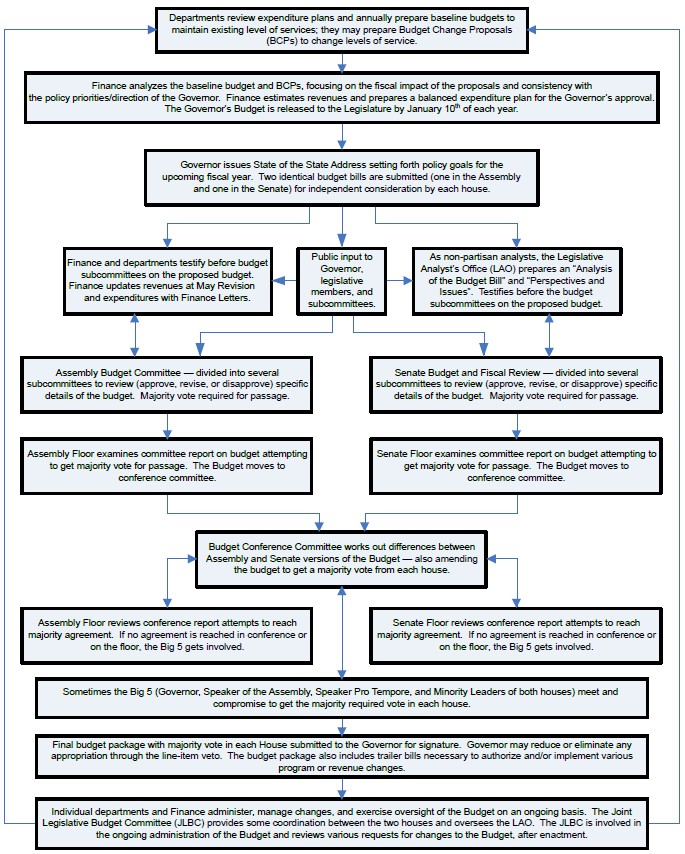 Departments review expenditure plans and annually prepare baseline budgets to
maintain existing level of services; they may prepare Budget Change Proposals
(BCPs) to change levels of service.
Finance analyzes the baseline budget and BCPs, focusing on the fiscal impact of the proposals and consistency with
the policy priorities/direction of the Governor. Finance estimates revenues and prepares a balanced expenditure plan for the Governor's approval.
The Governor's Budget is released to the Legislature by January 10th of each year.
Governor issues State of the State Address setting forth policy goals for the
upcoming fiscal year. Two identical budget bills are submitted (one in the Assembly
and one in the Senate) for independent consideration by each house.
Finance and departments testify before budget
subcommittees on the proposed budget.
Finance updates revenues at May Revision
and expenditures with Finance Letters.
Public input to
Governor,
legislative
members, and
subcommittees.
As non-partisan analysts, the Legislative
Analyst's Office (LAO) prepares an "Analysis
of the Budget Bill" and "Perspectives and
Issues". Testifies before the budget
subcommittees on the proposed budget.
Assembly Budget Committee — divided into several
subcommittees to review (approve, revise, or disapprove) specific
details of the budget. Majority vote required for passage.
Senate Budget and Fiscal Review — divided into several
subcommittees to review (approve, revise, or disapprove) specific
details of the budget. Majority vote required for passage.
Assembly Floor examines committee report on budget attempting
to get majority vote for passage. The Budget moves to
conference committee.
Senate Floor examines committee report on budget attempting to
get majority vote for passage. The Budget moves to
conference committee.
Budget Conference Committee works out differences between
Assembly and Senate versions of the Budget — also amending
the budget to get a majority vote from each house.
Assembly Floor reviews conference report attempts to reach
majority agreement. If no agreement is reached in conference or
on the floor, the Big 5 gets involved.
Senate Floor reviews conference report attempts to reach
majority agreement. If no agreement is reached in conference or
on the floor, the Big 5 gets involved.
Sometimes the Big 5 (Governor, Speaker of the Assembly, Speaker Pro Tempore, and Minority Leaders of both houses) meet and
compromise to get the majority required vote in each house.
Final budget package with majority vote in each House submitted to the Governor for signature. Governor may reduce or eliminate any
appropriation through the line-item veto. The budget package also includes trailer bills necessary to authorize and/or implement various
program or revenue changes.
Individual departments and Finance administer, manage changes, and exercise oversight of the Budget on an ongoing basis. The Joint
Legislative Budget Committee (JLBC) provides some coordination between the two houses and oversees the LAO. The JLBC is involved in
the ongoing administration of the Budget and reviews various requests for changes to the Budget, after enactment.